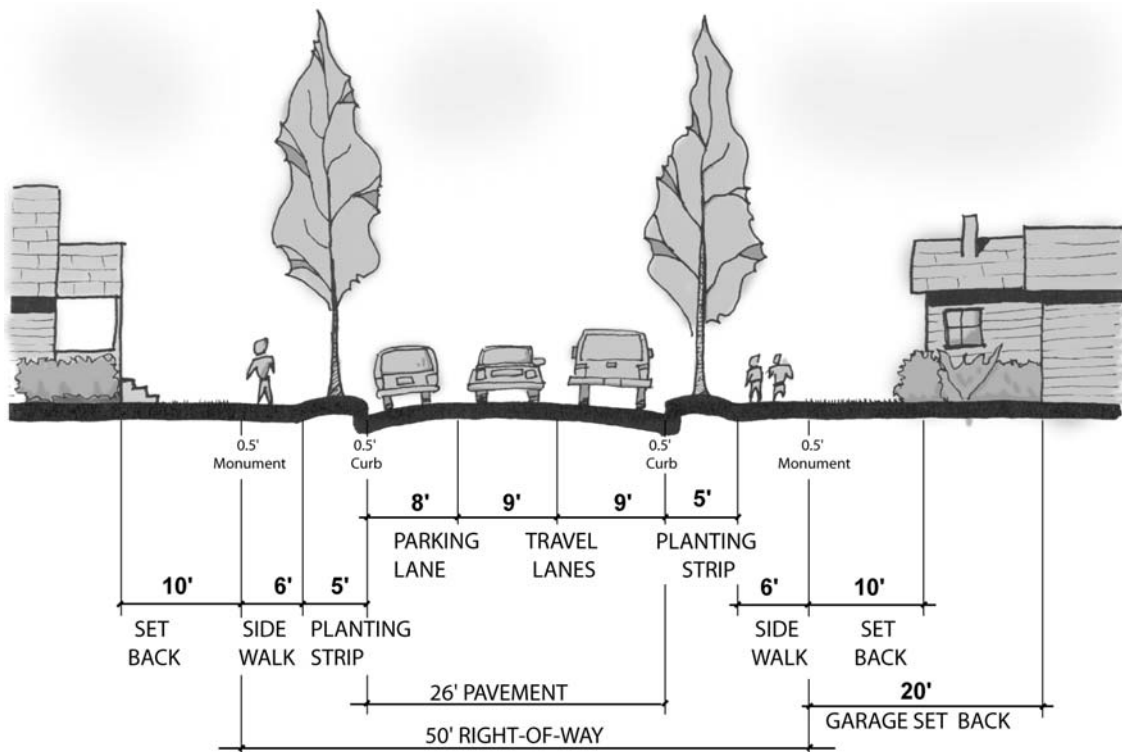 0.5'
Monument
0.5'
Curb
0.5'
Curb
0.5'
Monument
8' 9' 9' 5'
PARKING LANE
TRAVEL LANES
PLANTING STRIP
10' 6' 5'
SET BACK
SIDE WALK
PLANTING STRIP
6' 10'
SIDE WALK
SET BACK
26' PAVEMENT
20'
GARAGE SET BACK
50' RIGHT-OF-WAY